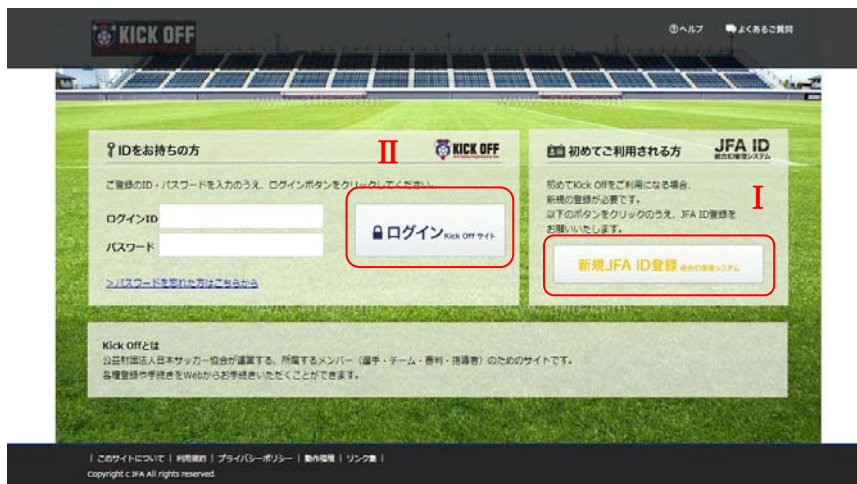 KICK OFF
ヘルプ よくあるご質問
IDをお持ちの方
II
KICK OFF
ご登録のID・パスワードを入力のうえ、ログインボタンをクリックしてください。
ログインID
パスワード
ログイン Kick Off サイト
>パスワードを忘れた方はこちらから
初めてご利用される方
JFA ID
統合ID管理システム
I
初めてKick Offをご利用になる場合、
新規の登録が必要です。
以下のボタンをクリックのうえ、JFA ID登録を
お願いいたします。
新規JFA ID登録 統合ID管理システム
Kick Offとは
公益財団法人日本サッカー協会が運営する、所属するメンバー（選手・チーム・審判・指導者）のためのサイトです。
各種登録や手続きをWebからお手続きいただくことができます。
| このサイトについて | 利用規約 | プライバシーポリシー | 動作環境 | リンク集 |
Copyright c JFA All rights reserved.